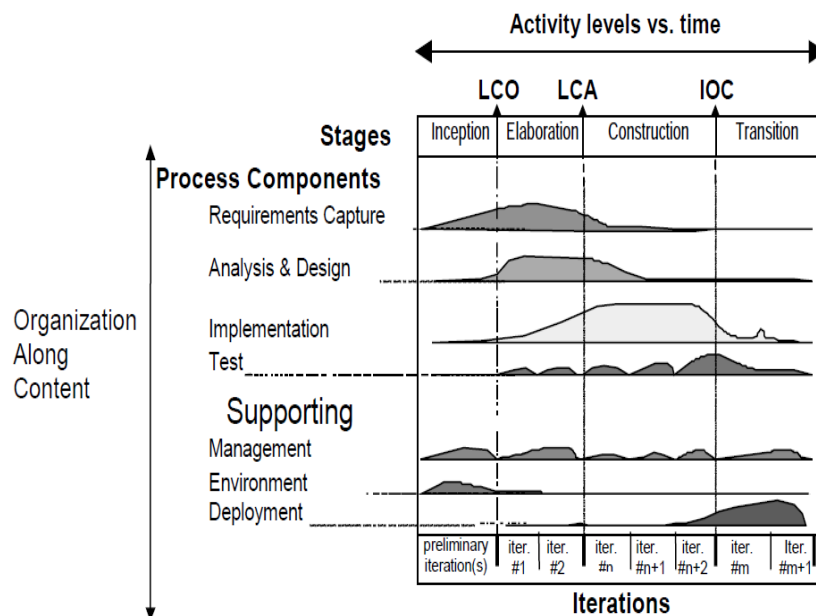 Activity levels vs. time
LCO LCA IOC
Stages Inception Elaboration Construction Transition
Process Components
Requirements Capture
Analysis & Design
Organization
Along
Content
Implementation
Test
Supporting
Management
Environment
Deployment
preliminary
iteration(s)
iter.
#1
iter.
#2
iter.
#n
iter.
#n+1
iter.
#n+2
iter.
#m
Iter.
#m+1
Iterations